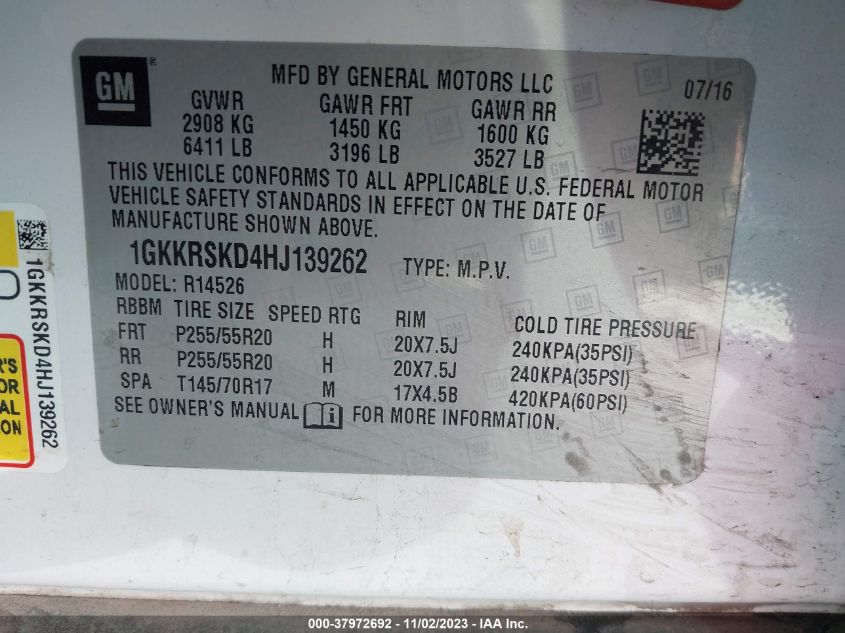 GM
®
MFD BY GENERAL MOTORS LLC
07/16
GVWR GAWR FRT GAWR RR
2908 KG 1450 KG 1600 KG
6411 LB 3196 LB 3527 LB
THIS VEHICLE CONFORMS TO ALL APPLICABLE U.S. FEDERAL MOTOR
VEHICLE SAFETY STANDARDS IN EFFECT ON THE DATE OF
MANUFACTURE SHOWN ABOVE.
1GKKRSKD4HJ139262 TYPE: M.P.V.
MODEL: R14526
RBBM TIRE SIZE SPEED RTG RIM COLD TIRE PRESSURE
FRT P255/55R20 H 20X7.5J 240KPA(35PSI)
RR P255/55R20 H 20X7.5J 240KPA(35PSI)
SPA T145/70R17 M 17X4.5B 420KPA(60PSI)
SEE OWNER'S MANUAL i FOR MORE INFORMATION.
1GKKRSKD4HJ139262
R'S
OR
AL
ON
000-37972692 - 11/02/2023 - IAA Inc.